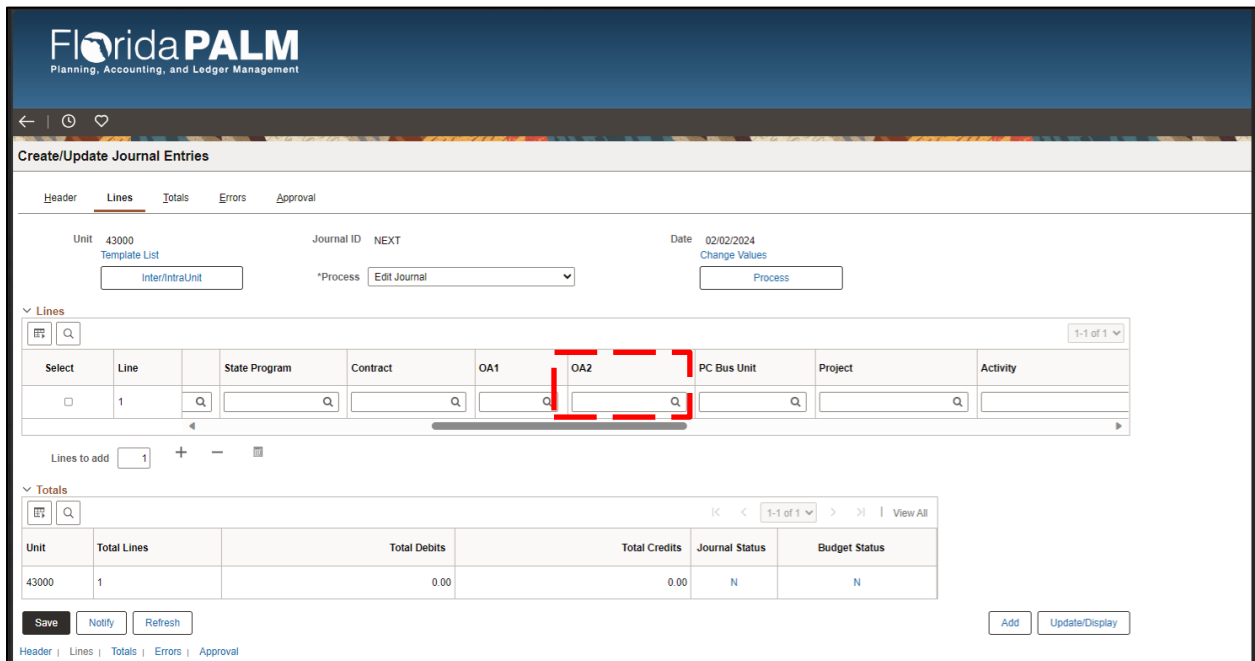 Florida PALM
Planning, Accounting, and Ledger Management
Create/Update Journal Entries
Header Lines Totals Errors Approval
Unit 43000 Journal ID NEXT Date 02/02/2024
Template List Change Values
Inter/IntraUnit *Process Edit Journal Process
Lines
1-1 of 1
Select Line State Program Contract OA1 OA2 PC Bus Unit Project Activity
1
Lines to add 1
Totals
1-1 of 1 | View All
Unit Total Lines Total Debits Total Credits Journal Status Budget Status
43000 1 0.00 0.00 N N
Save Notify Refresh Add Update/Display
Header | Lines | Totals | Errors | Approval